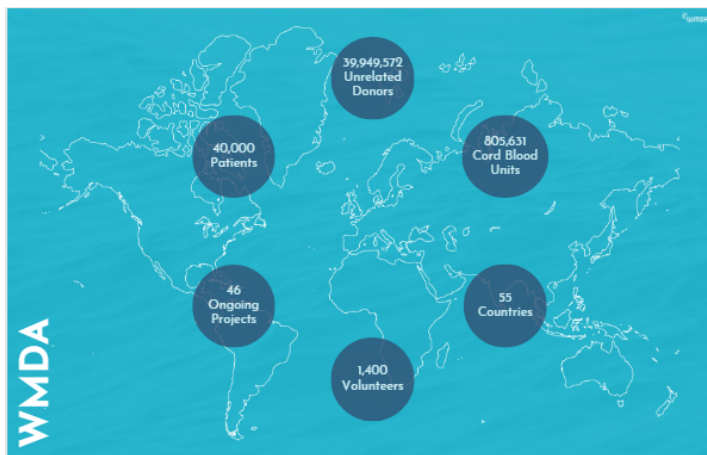 ©WMDA
39,949,572
Unrelated
Donors
40,000
Patients
805,631
Cord Blood
Units
46
Ongoing
Projects
55
Countries
1,400
Volunteers
WMDA